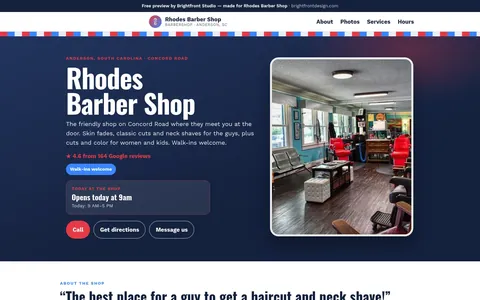 Free preview by Brightfront Studio — made for Rhodes Barber Shop · brightfrontdesign.com
Rhodes Barber Shop
BARBERSHOP · ANDERSON, SC
About Photos Services Hours
ANDERSON, SOUTH CAROLINA · CONCORD ROAD
Rhodes
Barber Shop
The friendly shop on Concord Road where they meet you at the
door. Skin fades, classic cuts and neck shaves for the guys, plus
cuts and color for women and kids. Walk-ins welcome.
★ 4.6 from 164 Google reviews
Walk-ins welcome
TODAY AT THE SHOP
Opens today at 9am
Today: 9 AM–5 PM
Call Get directions Message us
ABOUT THE SHOP
“The best place for a guy to get a haircut and neck shave!”